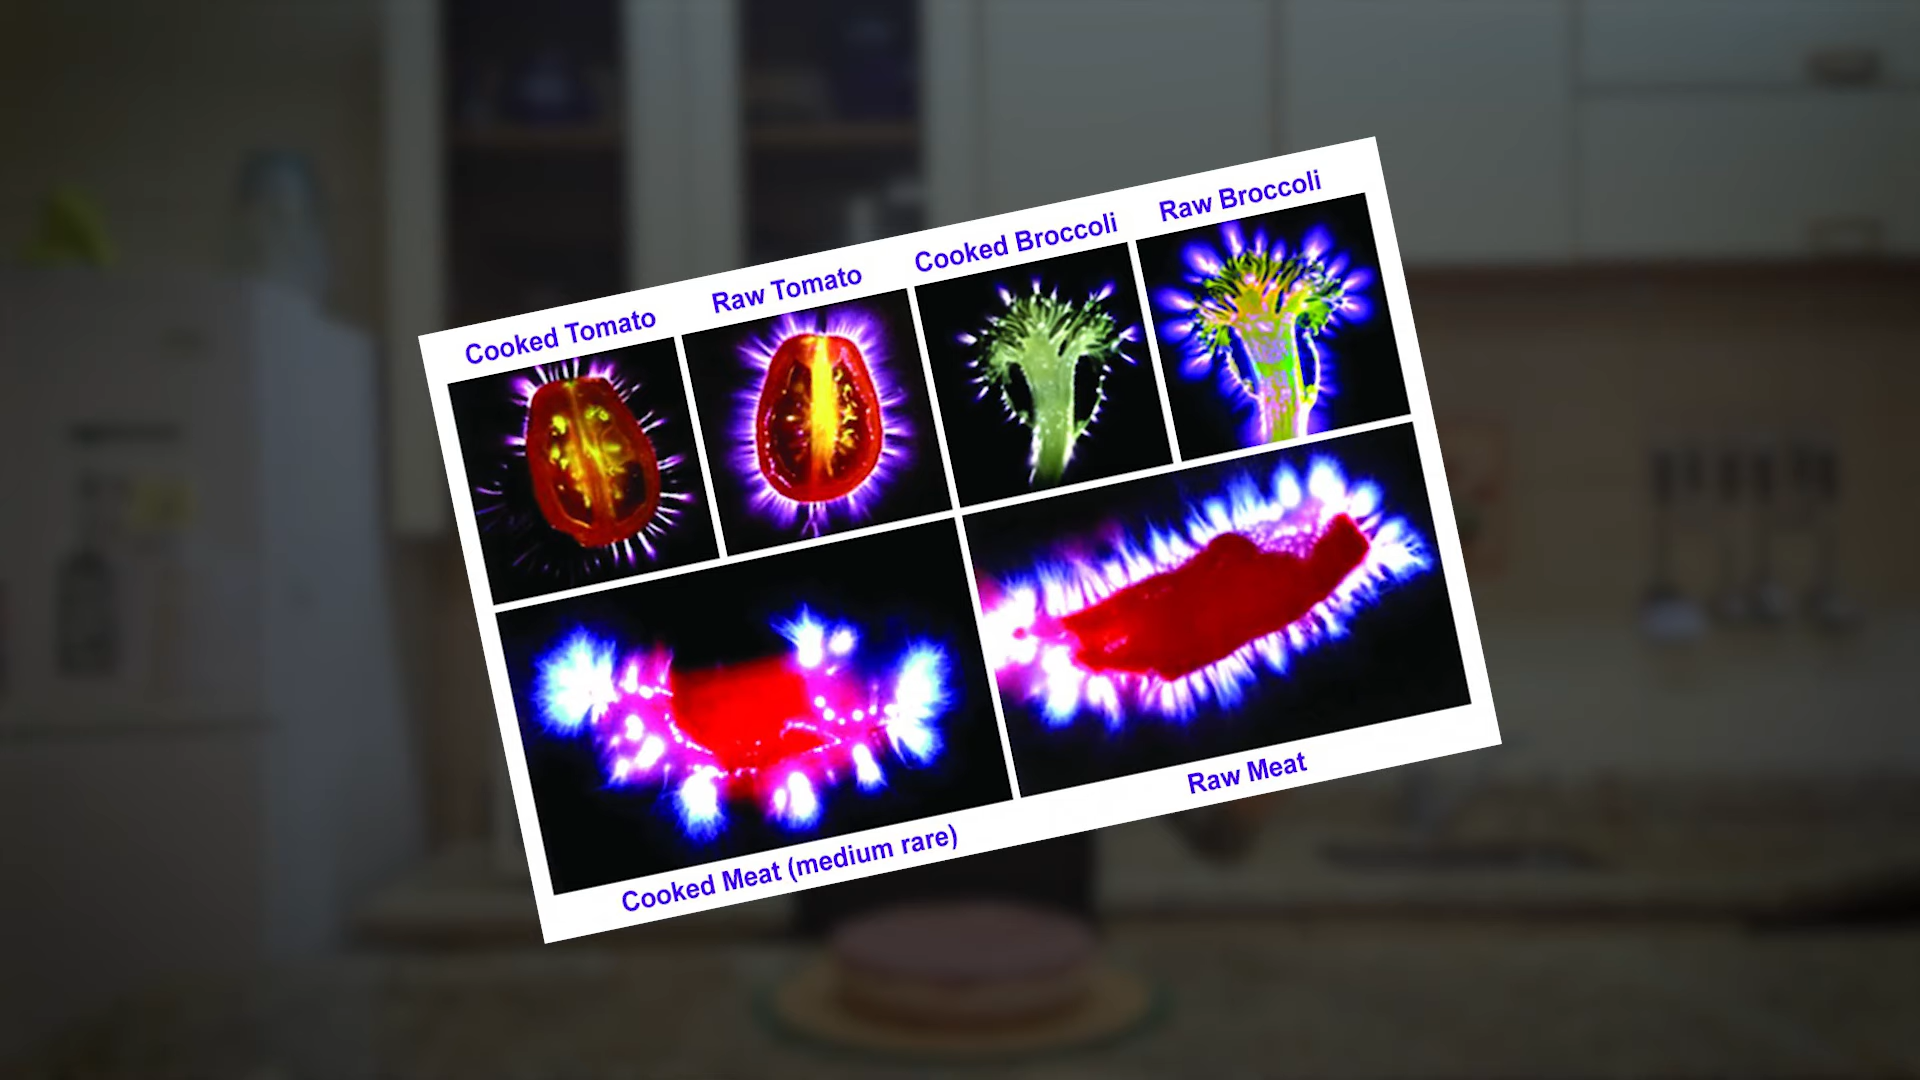 Cooked Tomato
Raw Tomato
Cooked Broccoli
Raw Broccoli
Cooked Meat (medium rare)
Raw Meat